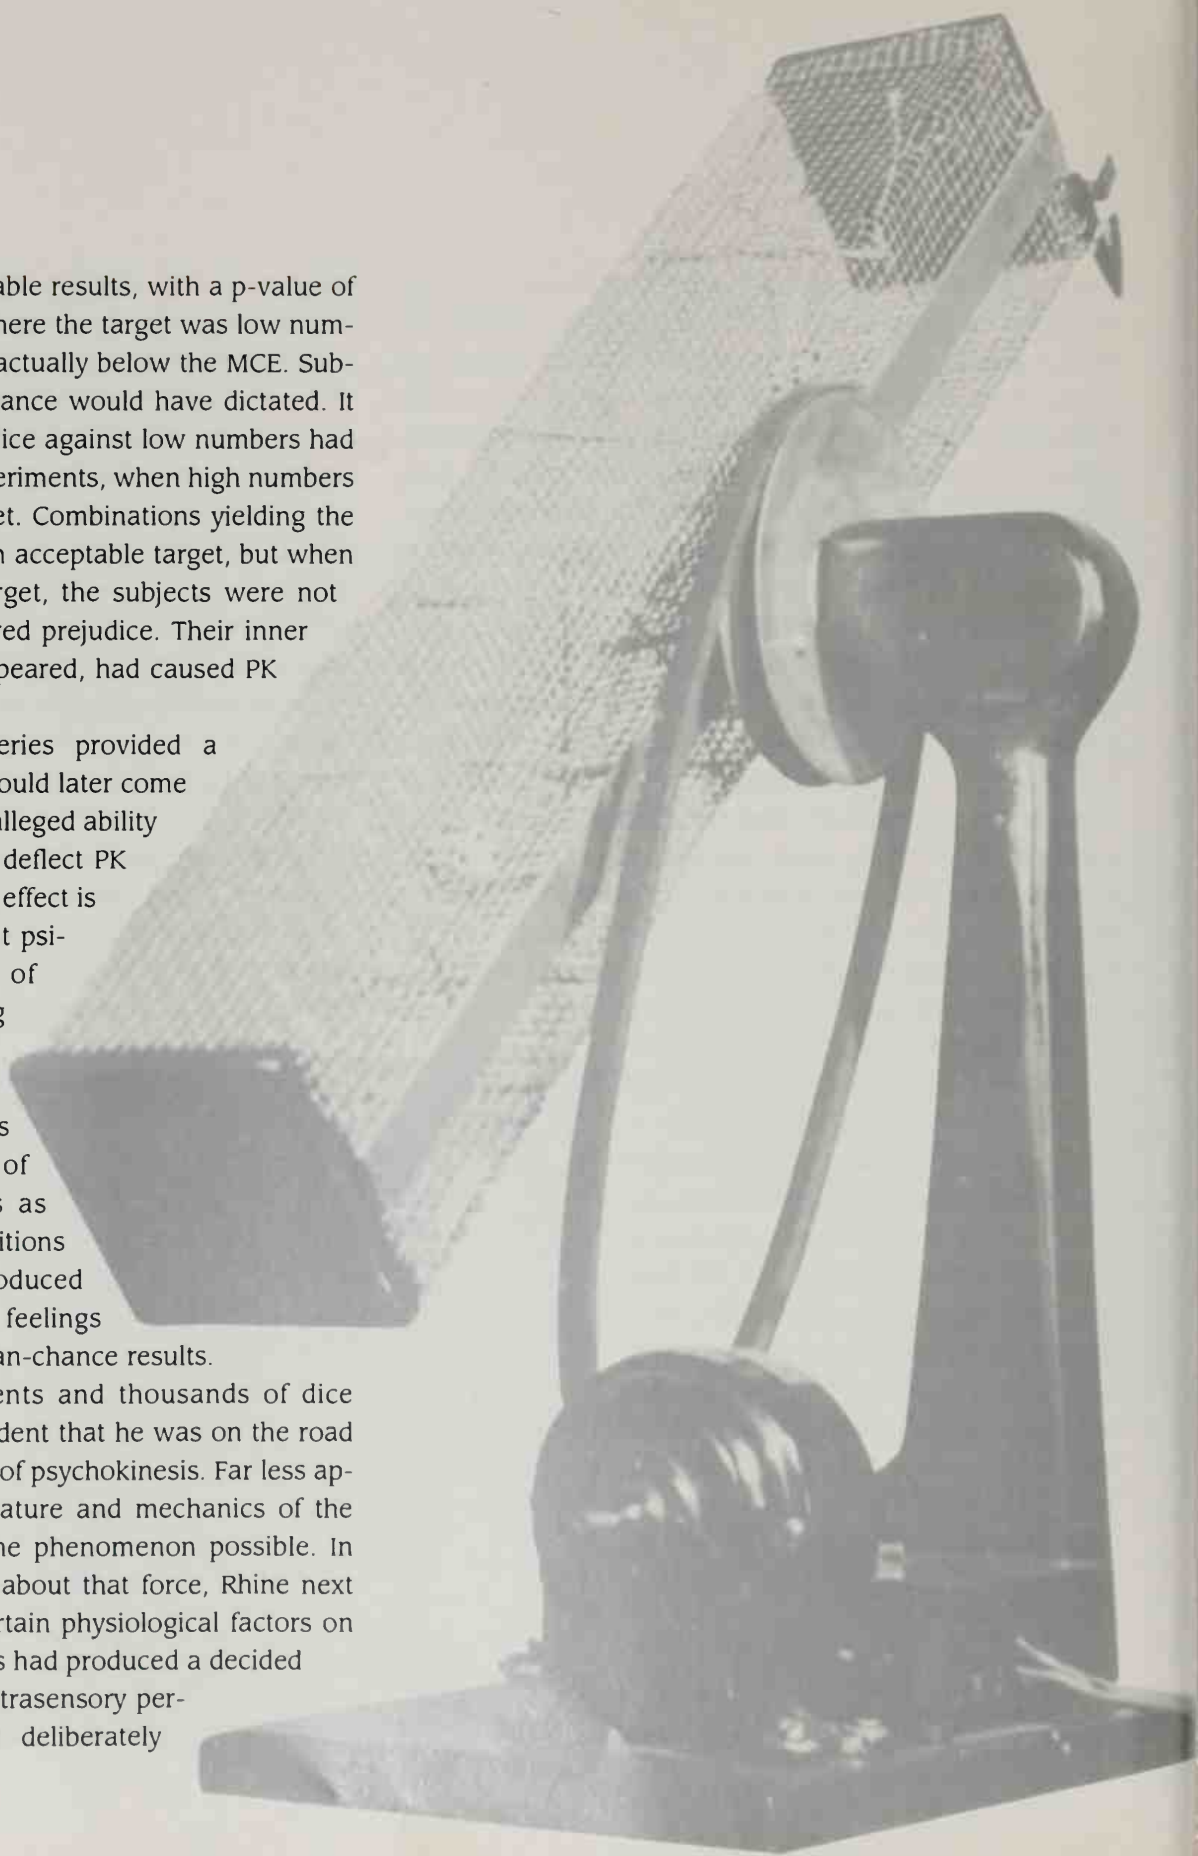 able results, with a p-value of
here the target was low num-
actually below the MCE. Sub-
ance would have dictated. It
ice against low numbers had
eriments, when high numbers
et. Combinations yielding the
n acceptable target, but when
rget, the subjects were not
red prejudice. Their inner
peared, had caused PK
eries provided a
ould later come
alleged ability
deflect PK
effect is
t psi-
of
g
s
of
s as
itions
oduced
feelings
an-chance results.
ents and thousands of dice
dent that he was on the road
of psychokinesis. Far less ap-
ature and mechanics of the
he phenomenon possible. In
about that force, Rhine next
rtain physiological factors on
s had produced a decided
trasensory per-
deliberately